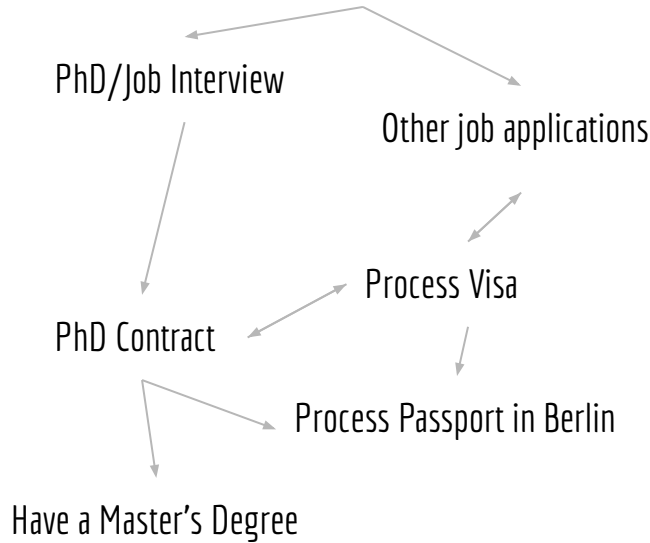 PhD/Job Interview
Other job applications
Process Visa
PhD Contract
Process Passport in Berlin
Have a Master's Degree